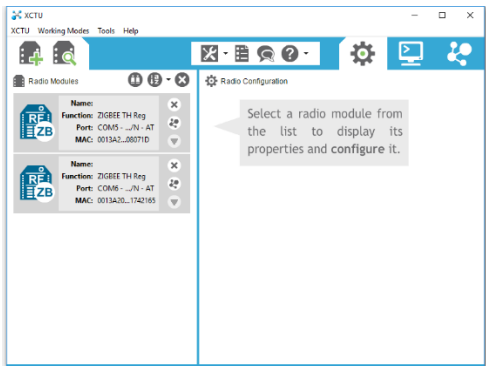 XCTU
XCTU Working Modes Tools Help
Radio Modules
Radio Configuration
Name:
Function: ZIGBEE TH Reg
Port: COM5 - .../N - AT
MAC: 0013A2...08071D
RF
ZB
Name:
Function: ZIGBEE TH Reg
Port: COM6 - .../N - AT
MAC: 0013A20...1742165
RF
ZB
Select a radio module from
the list to display its
properties and configure it.